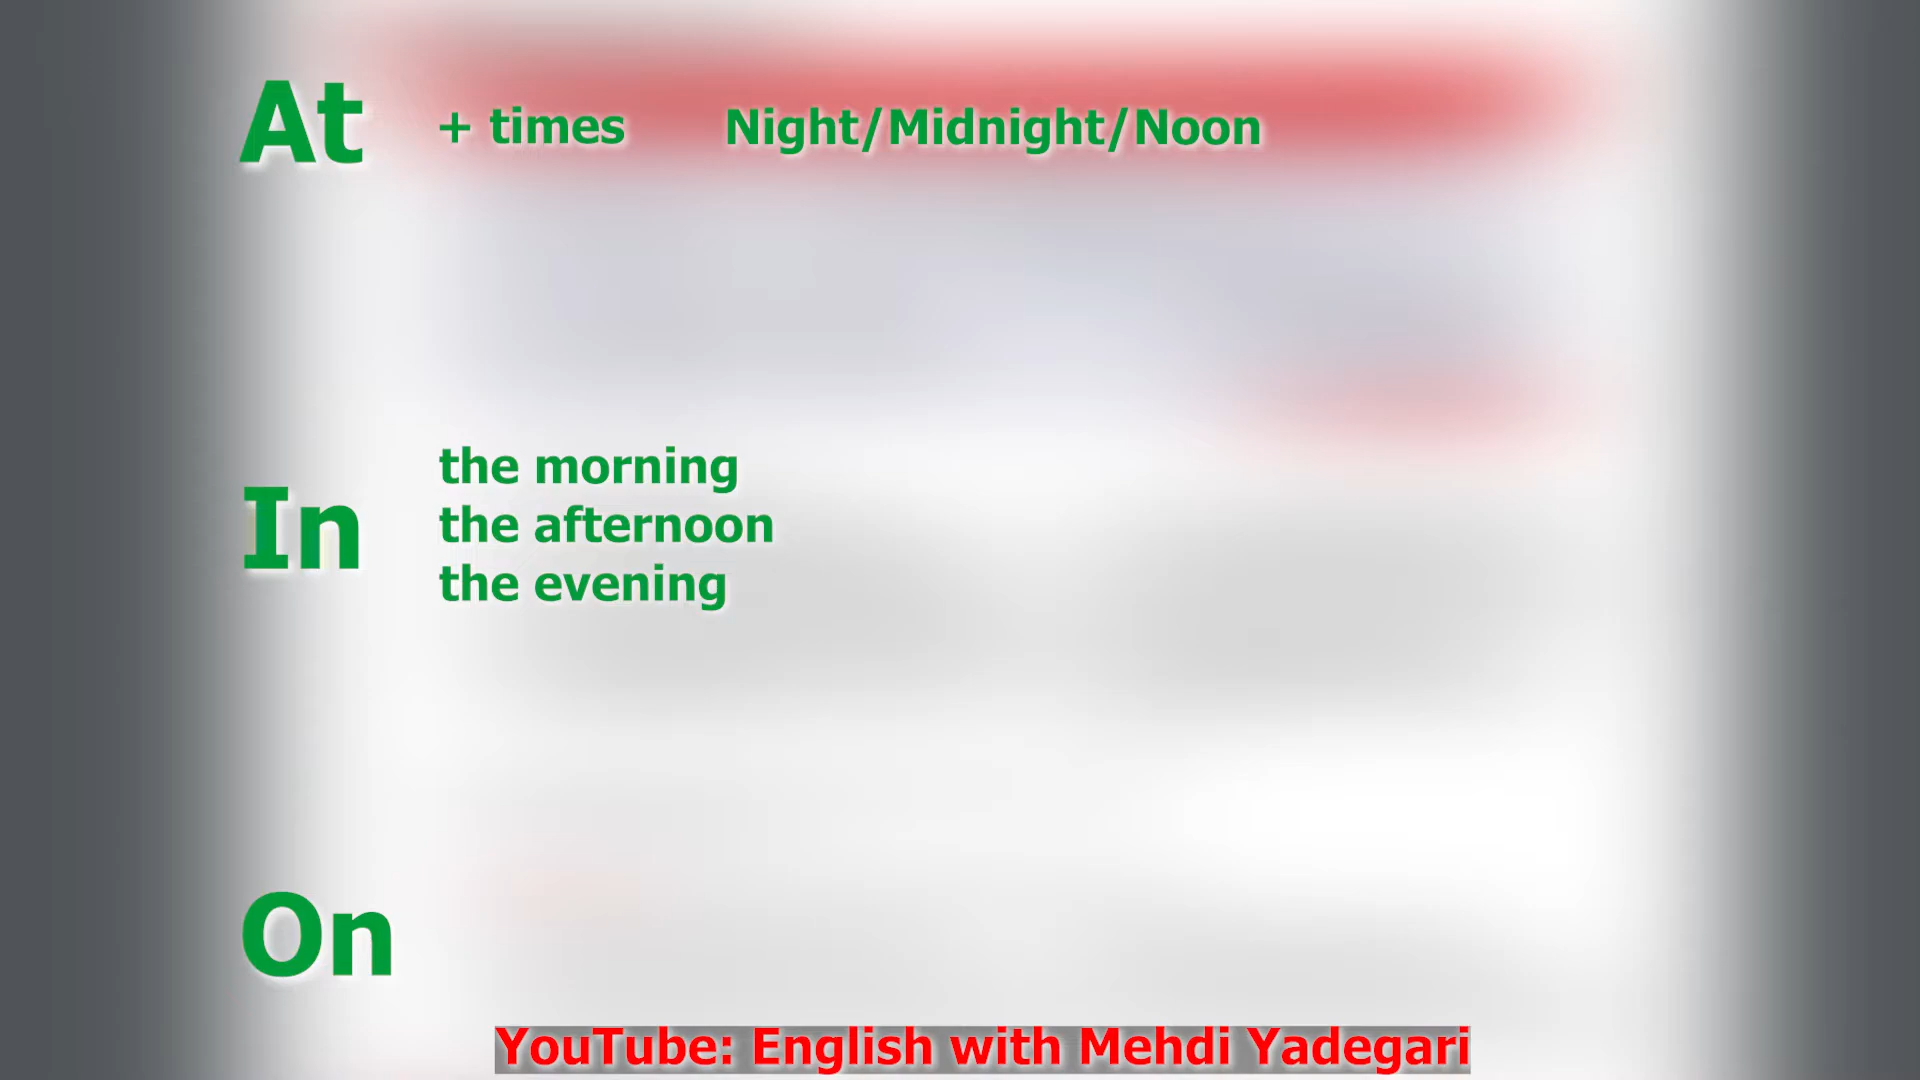 At + times Night/Midnight/Noon
the morning
In the afternoon
the evening
On
YouTube: English with Mehdi Yadegari